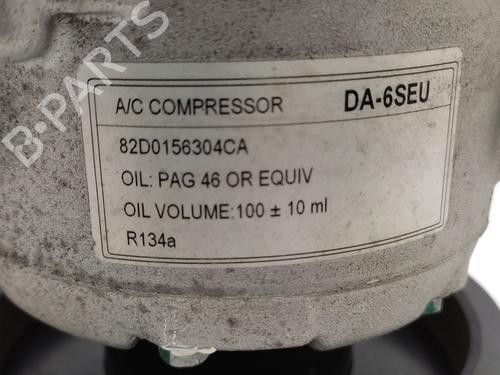 B-PARTS
A/C COMPRESSOR DA-6SEU
82D0156304CA
OIL: PAG 46 OR EQUIV
OIL VOLUME:100 ± 10 ml
R134a